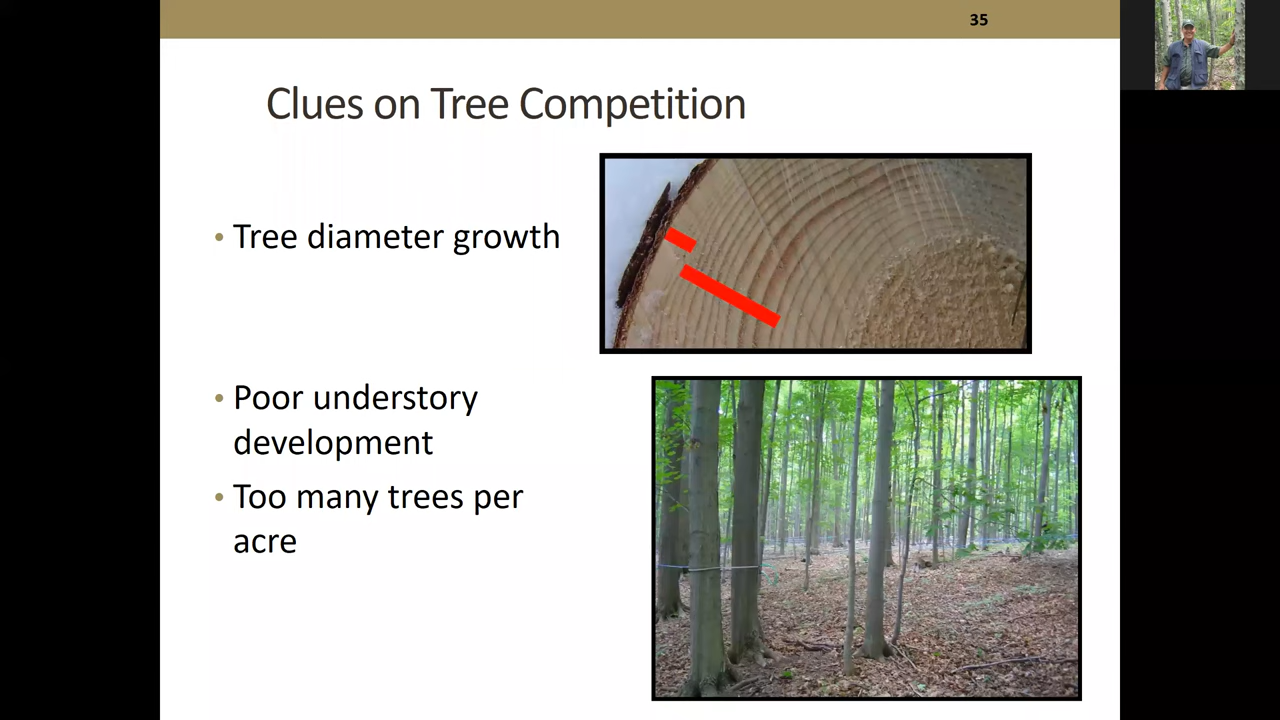 35
Clues on Tree Competition
• Tree diameter growth
• Poor understory
development
• Too many trees per
acre